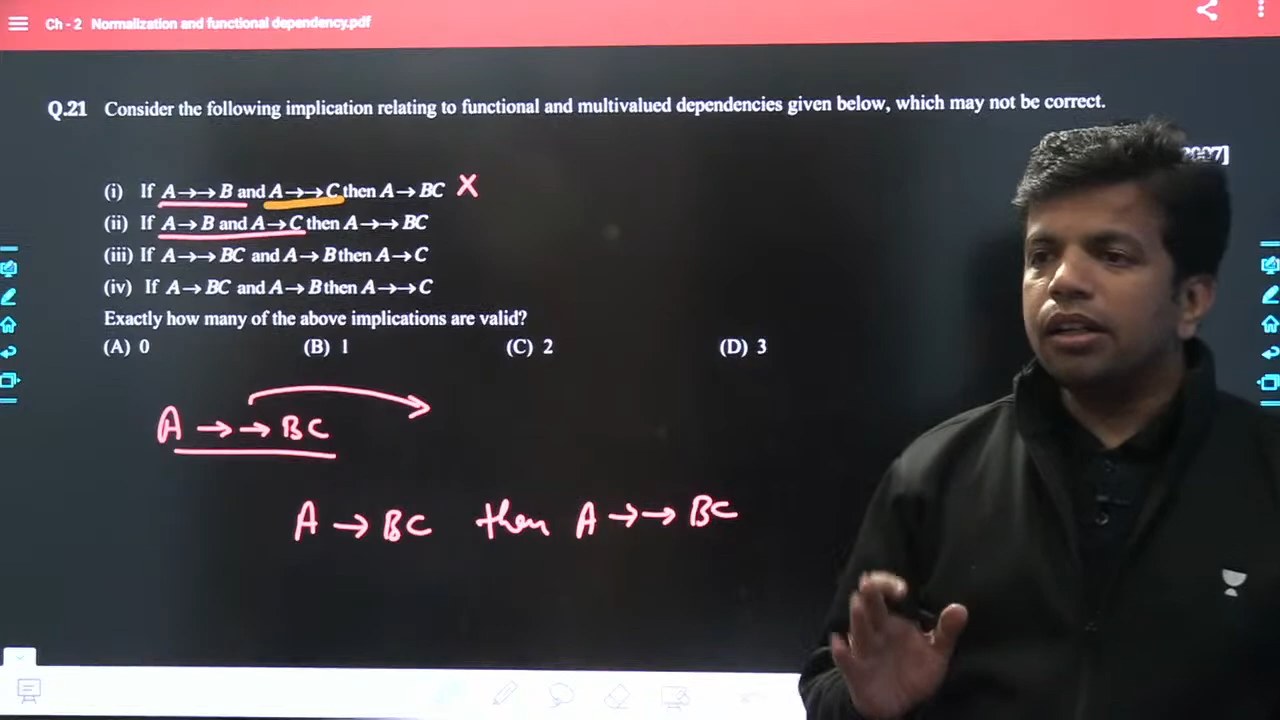 Ch - 2 Normalization and functional dependency.pdf
Q.21 Consider the following implication relating to functional and multivalued dependencies given below, which may not be correct.
2007]
(i) If A→→B and A→→C then A→BC X
(ii) If A→B and A→C then A→→BC
(iii) If A→→BC and A→B then A→C
(iv) If A→BC and A→B then A→→C
Exactly how many of the above implications are valid?
(A) 0 (B) 1 (C) 2 (D) 3
A →→ BC
A → BC then A →→ BC